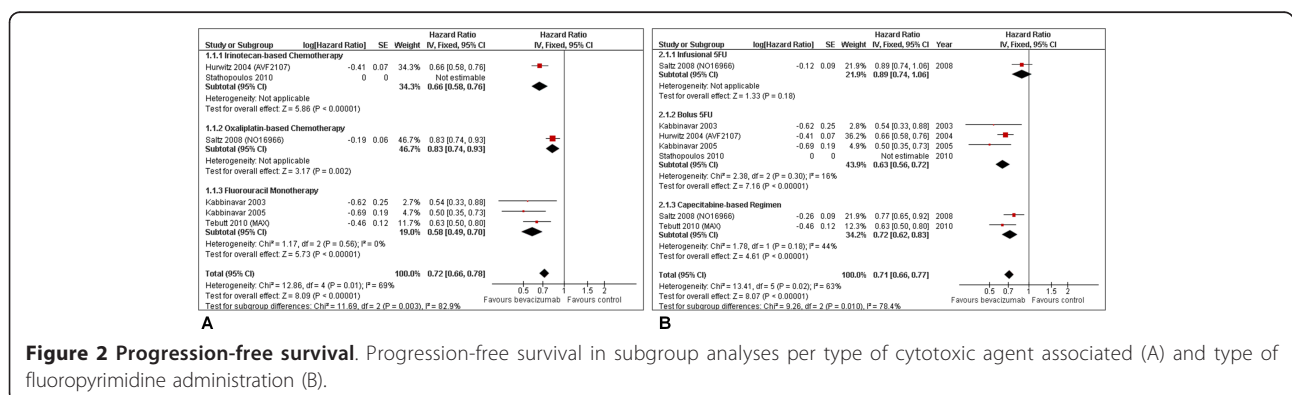 Hazard Ratio Hazard Ratio
Study or Subgroup log[Hazard Ratio] SE Weight IV, Fixed, 95% CI IV, Fixed, 95% CI
1.1.1 Irinotecan-based Chemotherapy
Hurwitz 2004 (AVF2107) -0.41 0.07 34.3% 0.66 [0.58, 0.76]
Stathopoulos 2010 0 0 Not estimable
Subtotal (95% CI) 34.3% 0.66 [0.58, 0.76]
Heterogeneity: Not applicable
Test for overall effect: Z = 5.86 (P < 0.00001)
1.1.2 Oxaliplatin-based Chemotherapy
Saltz 2008 (NO16966) -0.19 0.06 46.7% 0.83 [0.74, 0.93]
Subtotal (95% CI) 46.7% 0.83 [0.74, 0.93]
Heterogeneity: Not applicable
Test for overall effect: Z = 3.17 (P = 0.002)
1.1.3 Fluorouracil Monotherapy
Kabbinavar 2003 -0.62 0.25 2.7% 0.54 [0.33, 0.88]
Kabbinavar 2005 -0.69 0.19 4.7% 0.50 [0.35, 0.73]
Tebutt 2010 (MAX) -0.46 0.12 11.7% 0.63 [0.50, 0.80]
Subtotal (95% CI) 19.0% 0.58 [0.49, 0.70]
Heterogeneity: Chi² = 1.17, df = 2 (P = 0.56); I² = 0%
Test for overall effect: Z = 5.73 (P < 0.00001)
Total (95% CI) 100.0% 0.72 [0.66, 0.78]
Heterogeneity: Chi² = 12.86, df = 4 (P = 0.01); I² = 69%
Test for overall effect: Z = 8.09 (P < 0.00001)
Test for subgroup differences: Chi² = 11.69, df = 2 (P = 0.003), I² = 82.9%
0.5 0.7 1 1.5 2
Favours bevacizumab Favours control
A
Hazard Ratio Hazard Ratio
Study or Subgroup log[Hazard Ratio] SE Weight IV, Fixed, 95% CI Year IV, Fixed, 95% CI
2.1.1 Infusional 5FU
Saltz 2008 (NO16966) -0.12 0.09 21.9% 0.89 [0.74, 1.06] 2008
Subtotal (95% CI) 21.9% 0.89 [0.74, 1.06]
Heterogeneity: Not applicable
Test for overall effect: Z = 1.33 (P = 0.18)
2.1.2 Bolus 5FU
Kabbinavar 2003 -0.62 0.25 2.8% 0.54 [0.33, 0.88] 2003
Hurwitz 2004 (AVF2107) -0.41 0.07 36.2% 0.66 [0.58, 0.76] 2004
Kabbinavar 2005 -0.69 0.19 4.9% 0.50 [0.35, 0.73] 2005
Stathopoulos 2010 0 0 Not estimable 2010
Subtotal (95% CI) 43.9% 0.63 [0.56, 0.72]
Heterogeneity: Chi² = 2.38, df = 2 (P = 0.30); I² = 16%
Test for overall effect: Z = 7.16 (P < 0.00001)
2.1.3 Capecitabine-based Regimen
Saltz 2008 (NO16966) -0.26 0.09 21.9% 0.77 [0.65, 0.92] 2008
Tebutt 2010 (MAX) -0.46 0.12 12.3% 0.63 [0.50, 0.80] 2010
Subtotal (95% CI) 34.2% 0.72 [0.62, 0.83]
Heterogeneity: Chi² = 1.78, df = 1 (P = 0.18); I² = 44%
Test for overall effect: Z = 4.61 (P < 0.00001)
Total (95% CI) 100.0% 0.71 [0.66, 0.77]
Heterogeneity: Chi² = 13.41, df = 5 (P = 0.02); I² = 63%
Test for overall effect: Z = 8.07 (P < 0.00001)
Test for subgroup differences: Chi² = 9.26, df = 2 (P = 0.010), I² = 78.4%
0.5 0.7 1 1.5 2
Favours bevacizumab Favours control
B
Figure 2 Progression-free survival. Progression-free survival in subgroup analyses per type of cytotoxic agent associated (A) and type of
fluoropyrimidine administration (B).